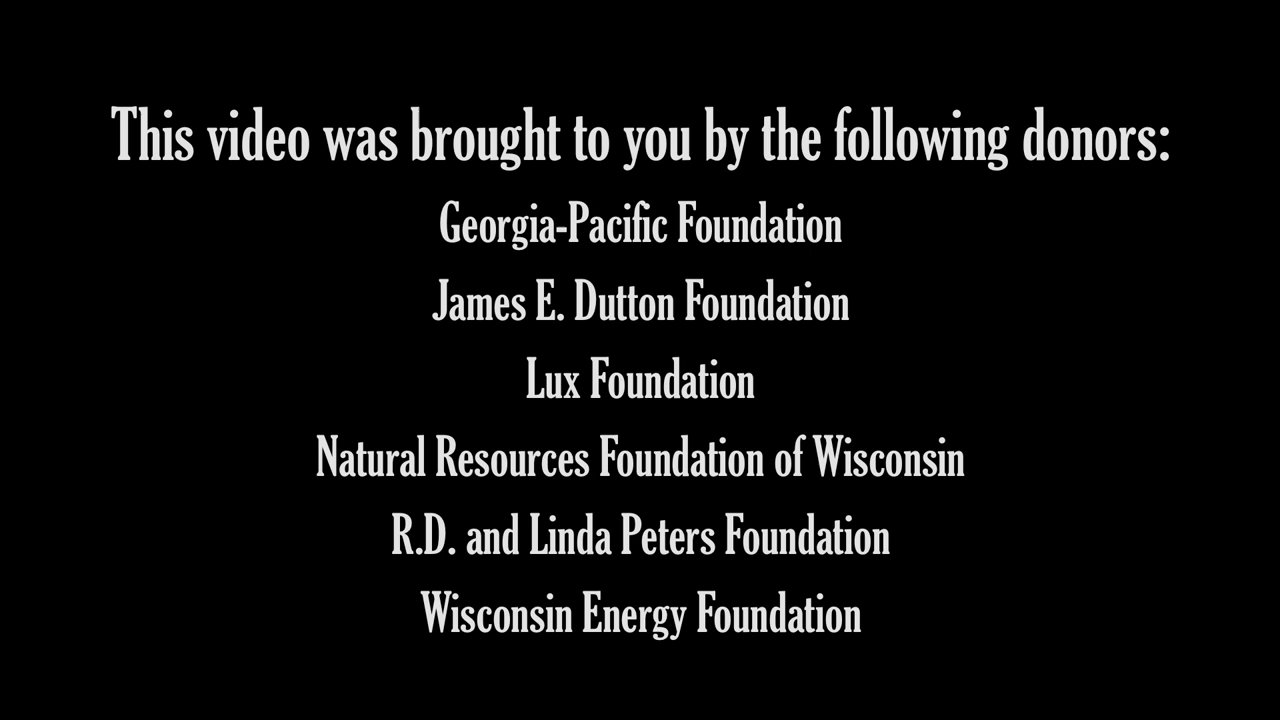 This video was brought to you by the following donors:
Georgia-Pacific Foundation
James E. Dutton Foundation
Lux Foundation
Natural Resources Foundation of Wisconsin
R.D. and Linda Peters Foundation
Wisconsin Energy Foundation